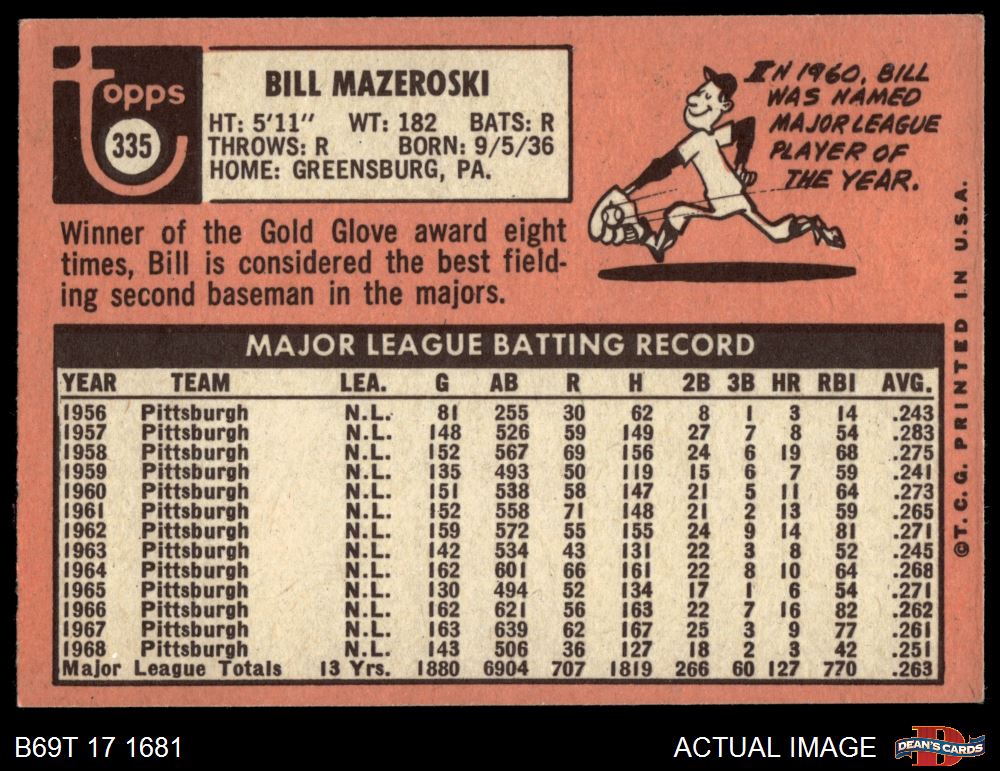 Topps
335
BILL MAZEROSKI
HT: 5'11" WT: 182 BATS: R
THROWS: R BORN: 9/5/36
HOME: GREENSBURG, PA.
IN 1960, BILL
WAS NAMED
MAJOR LEAGUE
PLAYER OF
THE YEAR.
Winner of the Gold Glove award eight
times, Bill is considered the best field-
ing second baseman in the majors.
MAJOR LEAGUE BATTING RECORD
YEAR TEAM LEA. G AB R H 2B 3B HR RBI AVG.
1956 Pittsburgh N.L. 81 255 30 62 8 1 3 14 .243
1957 Pittsburgh N.L. 148 526 59 149 27 7 8 54 .283
1958 Pittsburgh N.L. 152 567 69 156 24 6 19 68 .275
1959 Pittsburgh N.L. 135 493 50 119 15 6 7 59 .241
1960 Pittsburgh N.L. 151 538 58 147 21 5 11 64 .273
1961 Pittsburgh N.L. 152 558 71 148 21 2 13 59 .265
1962 Pittsburgh N.L. 159 572 55 155 24 9 14 81 .271
1963 Pittsburgh N.L. 142 534 43 131 22 3 8 52 .245
1964 Pittsburgh N.L. 162 601 66 161 22 8 10 64 .268
1965 Pittsburgh N.L. 130 494 52 134 17 1 6 54 .271
1966 Pittsburgh N.L. 162 621 56 163 22 7 16 82 .262
1967 Pittsburgh N.L. 163 639 62 167 25 3 9 77 .261
1968 Pittsburgh N.L. 143 506 36 127 18 2 3 42 .251
Major League Totals 13 Yrs. 1880 6904 707 1819 266 60 127 770 .263
©T.C.G. PRINTED IN U.S.A.
B69T 17 1681
ACTUAL IMAGE
D
DEAN'S CARDS